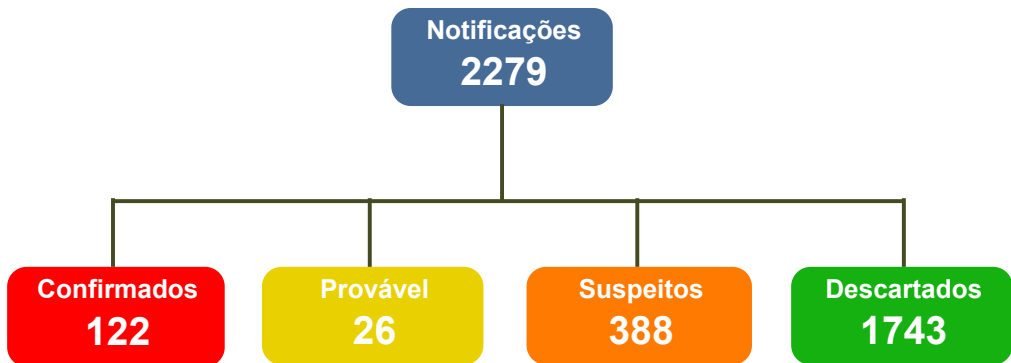 Notificações
2279
Confirmados
122
Provável
26
Suspeitos
388
Descartados
1743